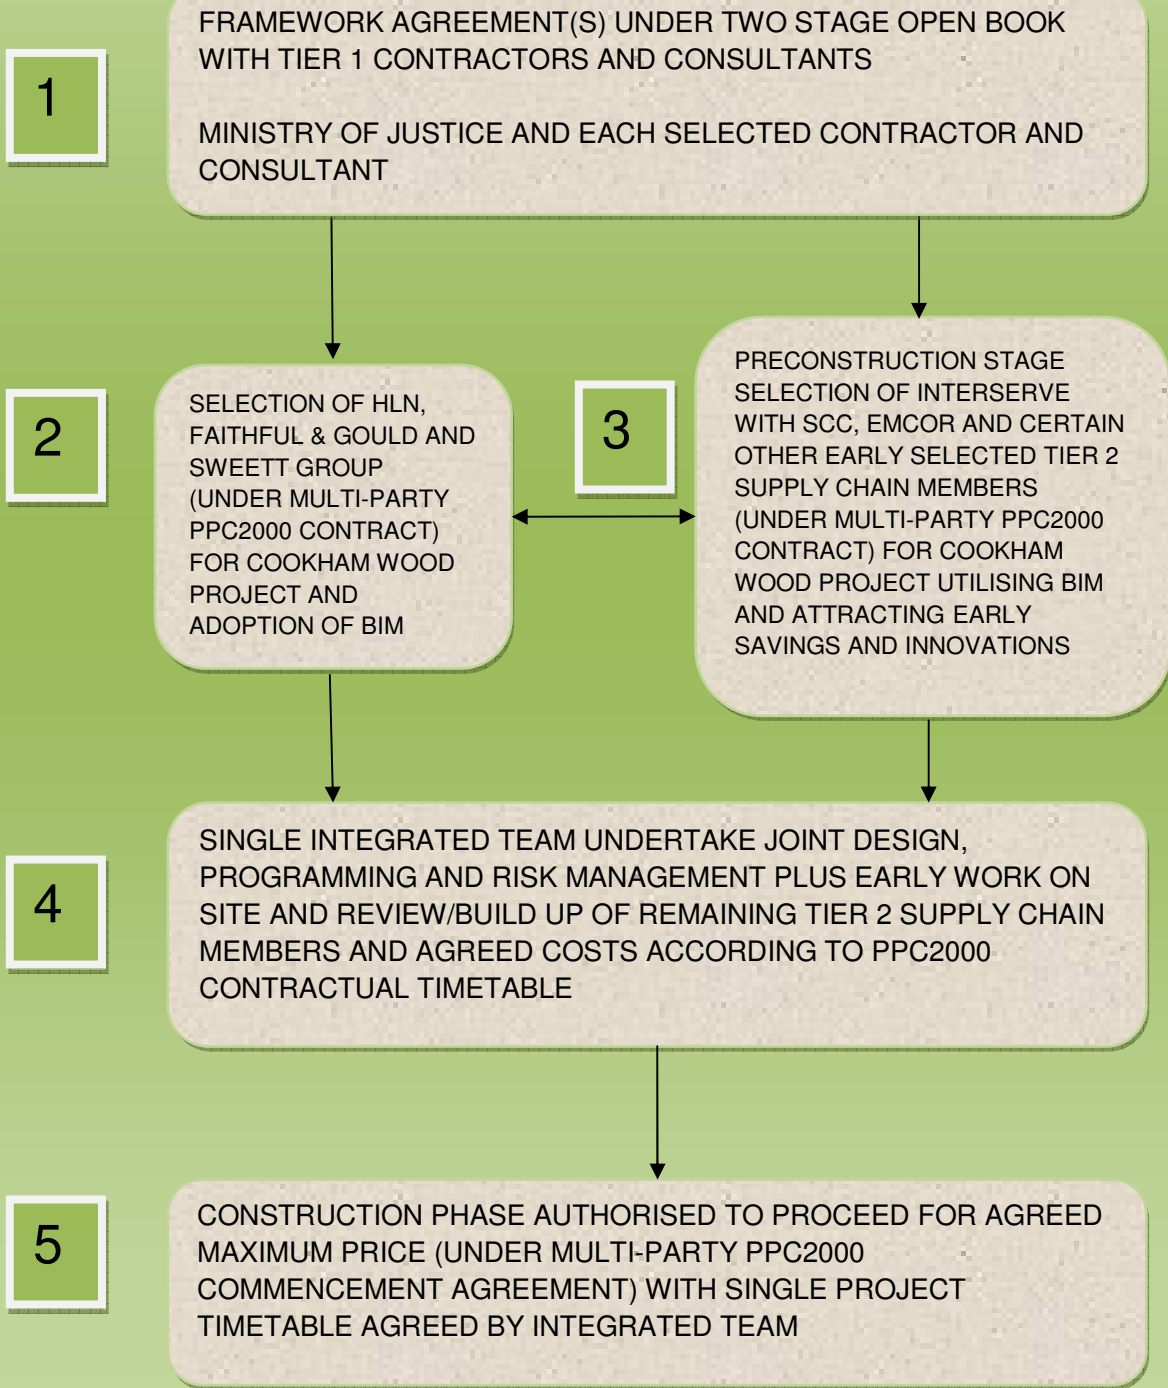 1
FRAMEWORK AGREEMENT(S) UNDER TWO STAGE OPEN BOOK
WITH TIER 1 CONTRACTORS AND CONSULTANTS
MINISTRY OF JUSTICE AND EACH SELECTED CONTRACTOR AND
CONSULTANT
2
SELECTION OF HLN,
FAITHFUL & GOULD AND
SWEETT GROUP
(UNDER MULTI-PARTY
PPC2000 CONTRACT)
FOR COOKHAM WOOD
PROJECT AND
ADOPTION OF BIM
3
PRECONSTRUCTION STAGE
SELECTION OF INTERSERVE
WITH SCC, EMCOR AND CERTAIN
OTHER EARLY SELECTED TIER 2
SUPPLY CHAIN MEMBERS
(UNDER MULTI-PARTY PPC2000
CONTRACT) FOR COOKHAM
WOOD PROJECT UTILISING BIM
AND ATTRACTING EARLY
SAVINGS AND INNOVATIONS
4
SINGLE INTEGRATED TEAM UNDERTAKE JOINT DESIGN,
PROGRAMMING AND RISK MANAGEMENT PLUS EARLY WORK ON
SITE AND REVIEW/BUILD UP OF REMAINING TIER 2 SUPPLY CHAIN
MEMBERS AND AGREED COSTS ACCORDING TO PPC2000
CONTRACTUAL TIMETABLE
5
CONSTRUCTION PHASE AUTHORISED TO PROCEED FOR AGREED
MAXIMUM PRICE (UNDER MULTI-PARTY PPC2000
COMMENCEMENT AGREEMENT) WITH SINGLE PROJECT
TIMETABLE AGREED BY INTEGRATED TEAM